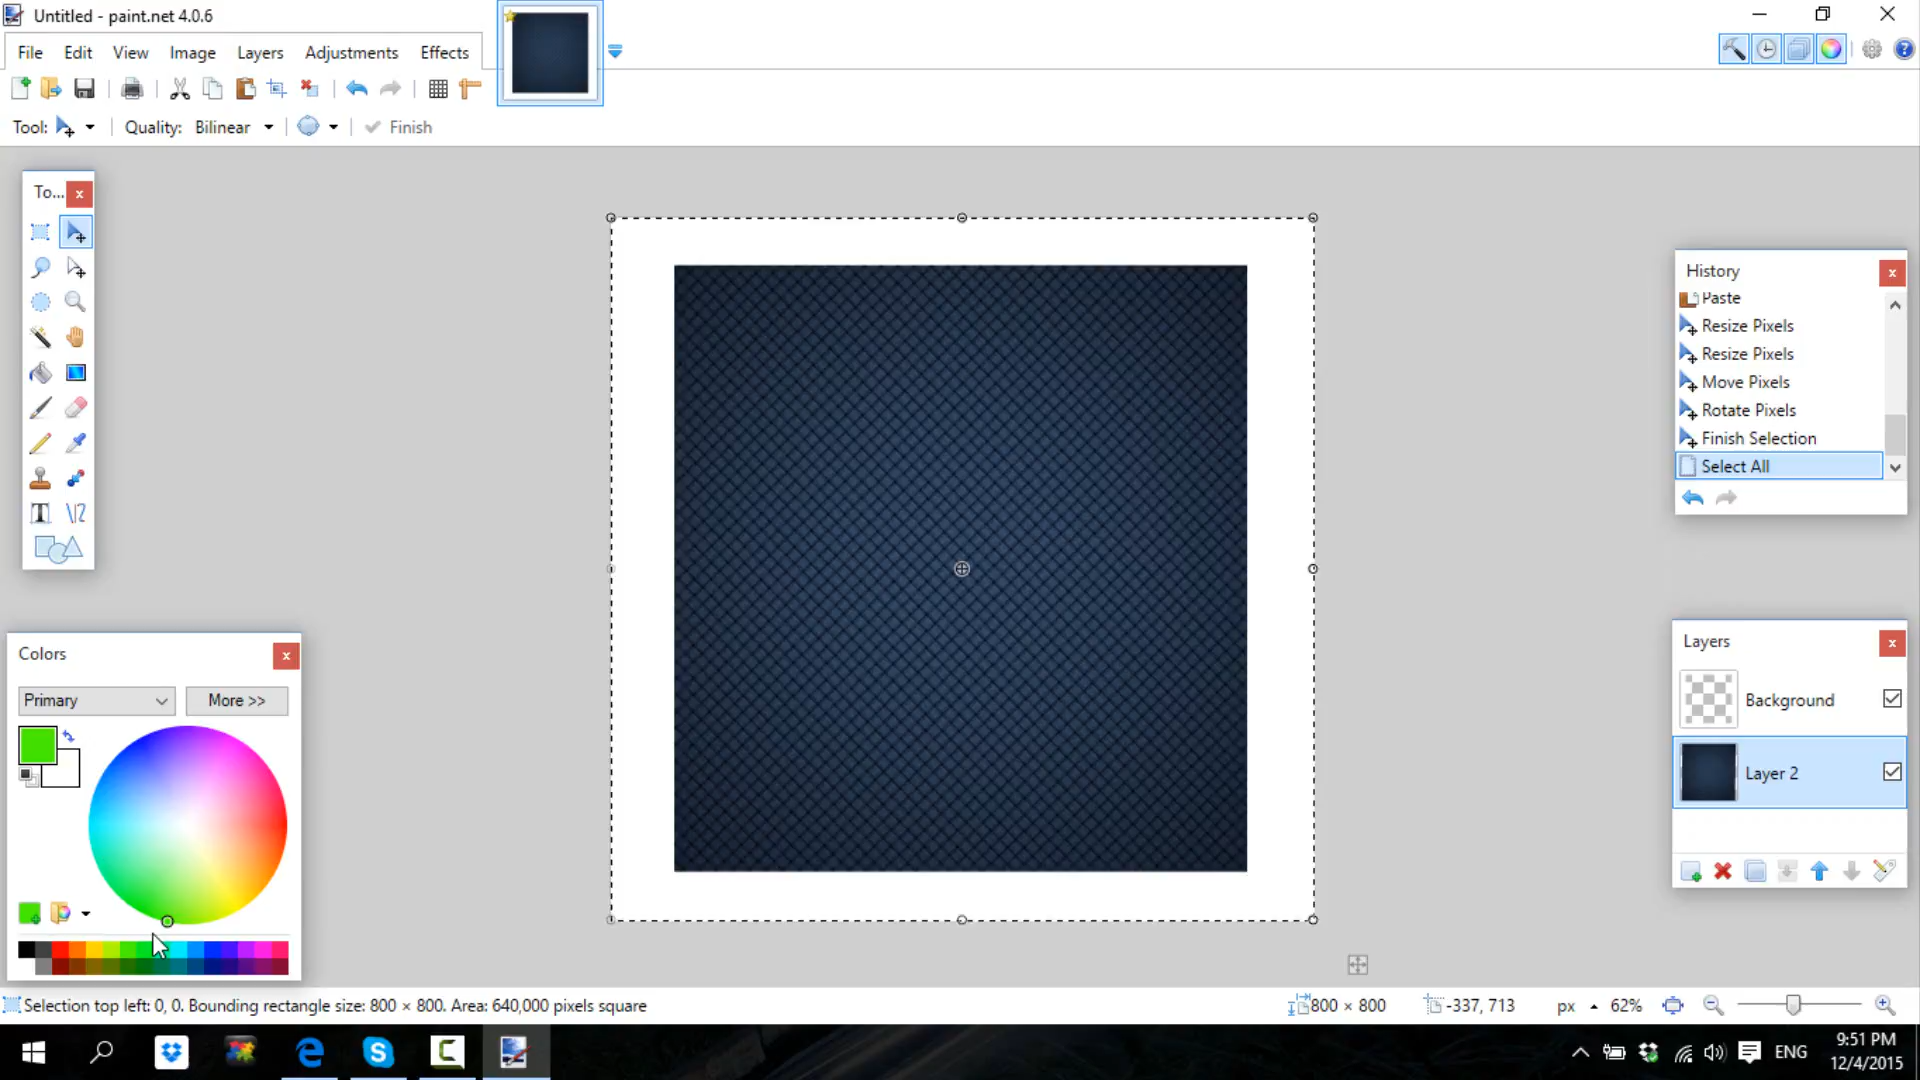 Untitled - paint.net 4.0.6
File Edit View Image Layers Adjustments Effects
Tool: Quality: Bilinear Finish
To...
History
Paste
Resize Pixels
Resize Pixels
Move Pixels
Rotate Pixels
Finish Selection
Select All
Colors
Primary More >>
Layers
Background
Layer 2
Selection top left: 0, 0. Bounding rectangle size: 800 × 800. Area: 640,000 pixels square 800 × 800 -337, 713 px 62%
ENG
9:51 PM
12/4/2015